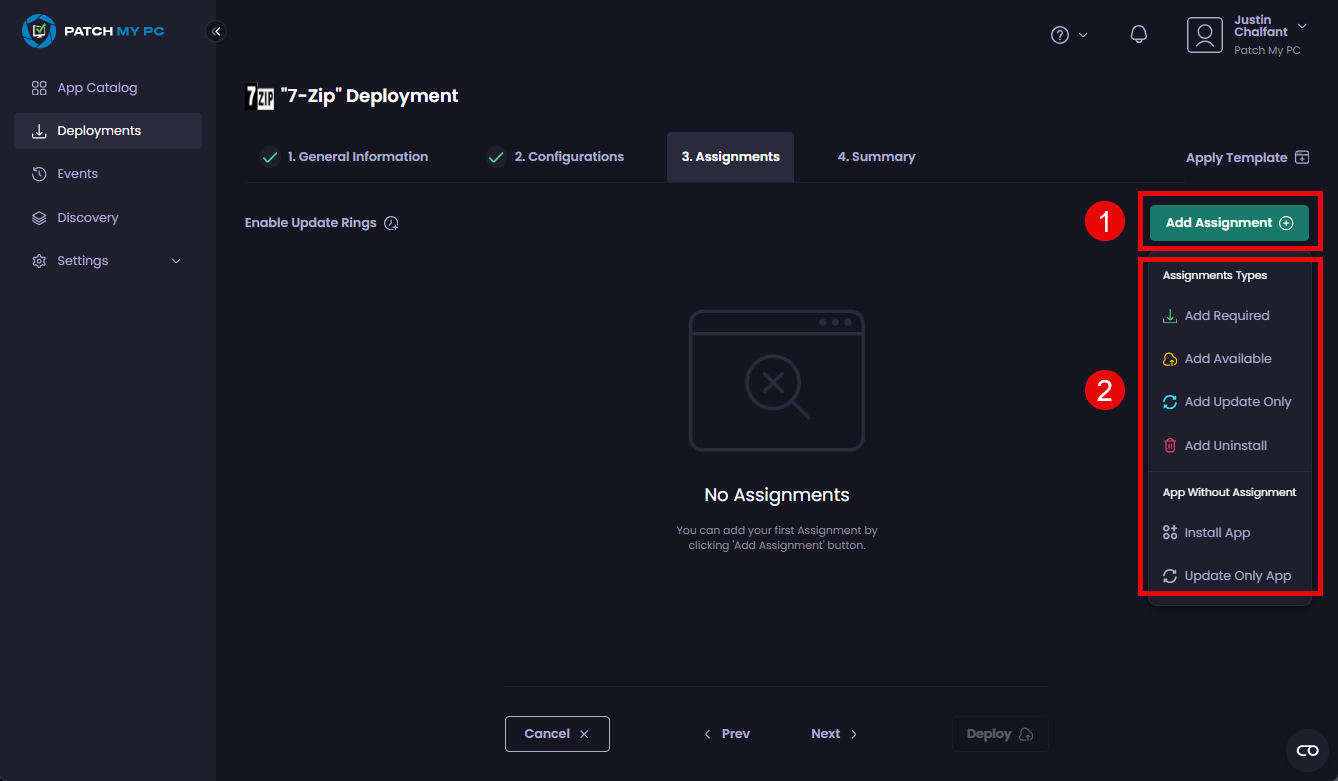 PATCH MY PC
Justin
Chalfant
Patch My PC
App Catalog
Deployments
Events
Discovery
Settings
7ZIP "7-Zip" Deployment
1. General Information
2. Configurations
3. Assignments
4. Summary
Apply Template
Enable Update Rings
1
Add Assignment
2
Assignments Types
Add Required
Add Available
Add Update Only
Add Uninstall
App Without Assignment
Install App
Update Only App
No Assignments
You can add your first Assignment by
clicking 'Add Assignment' button.
Cancel
Prev
Next
Deploy